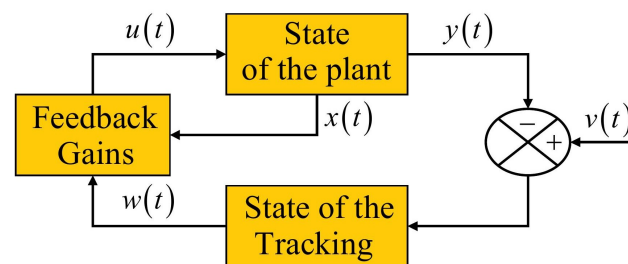 u(t)
State
of the plant
y(t)
Feedback
Gains
x(t)
−
+
v(t)
w(t)
State of the
Tracking